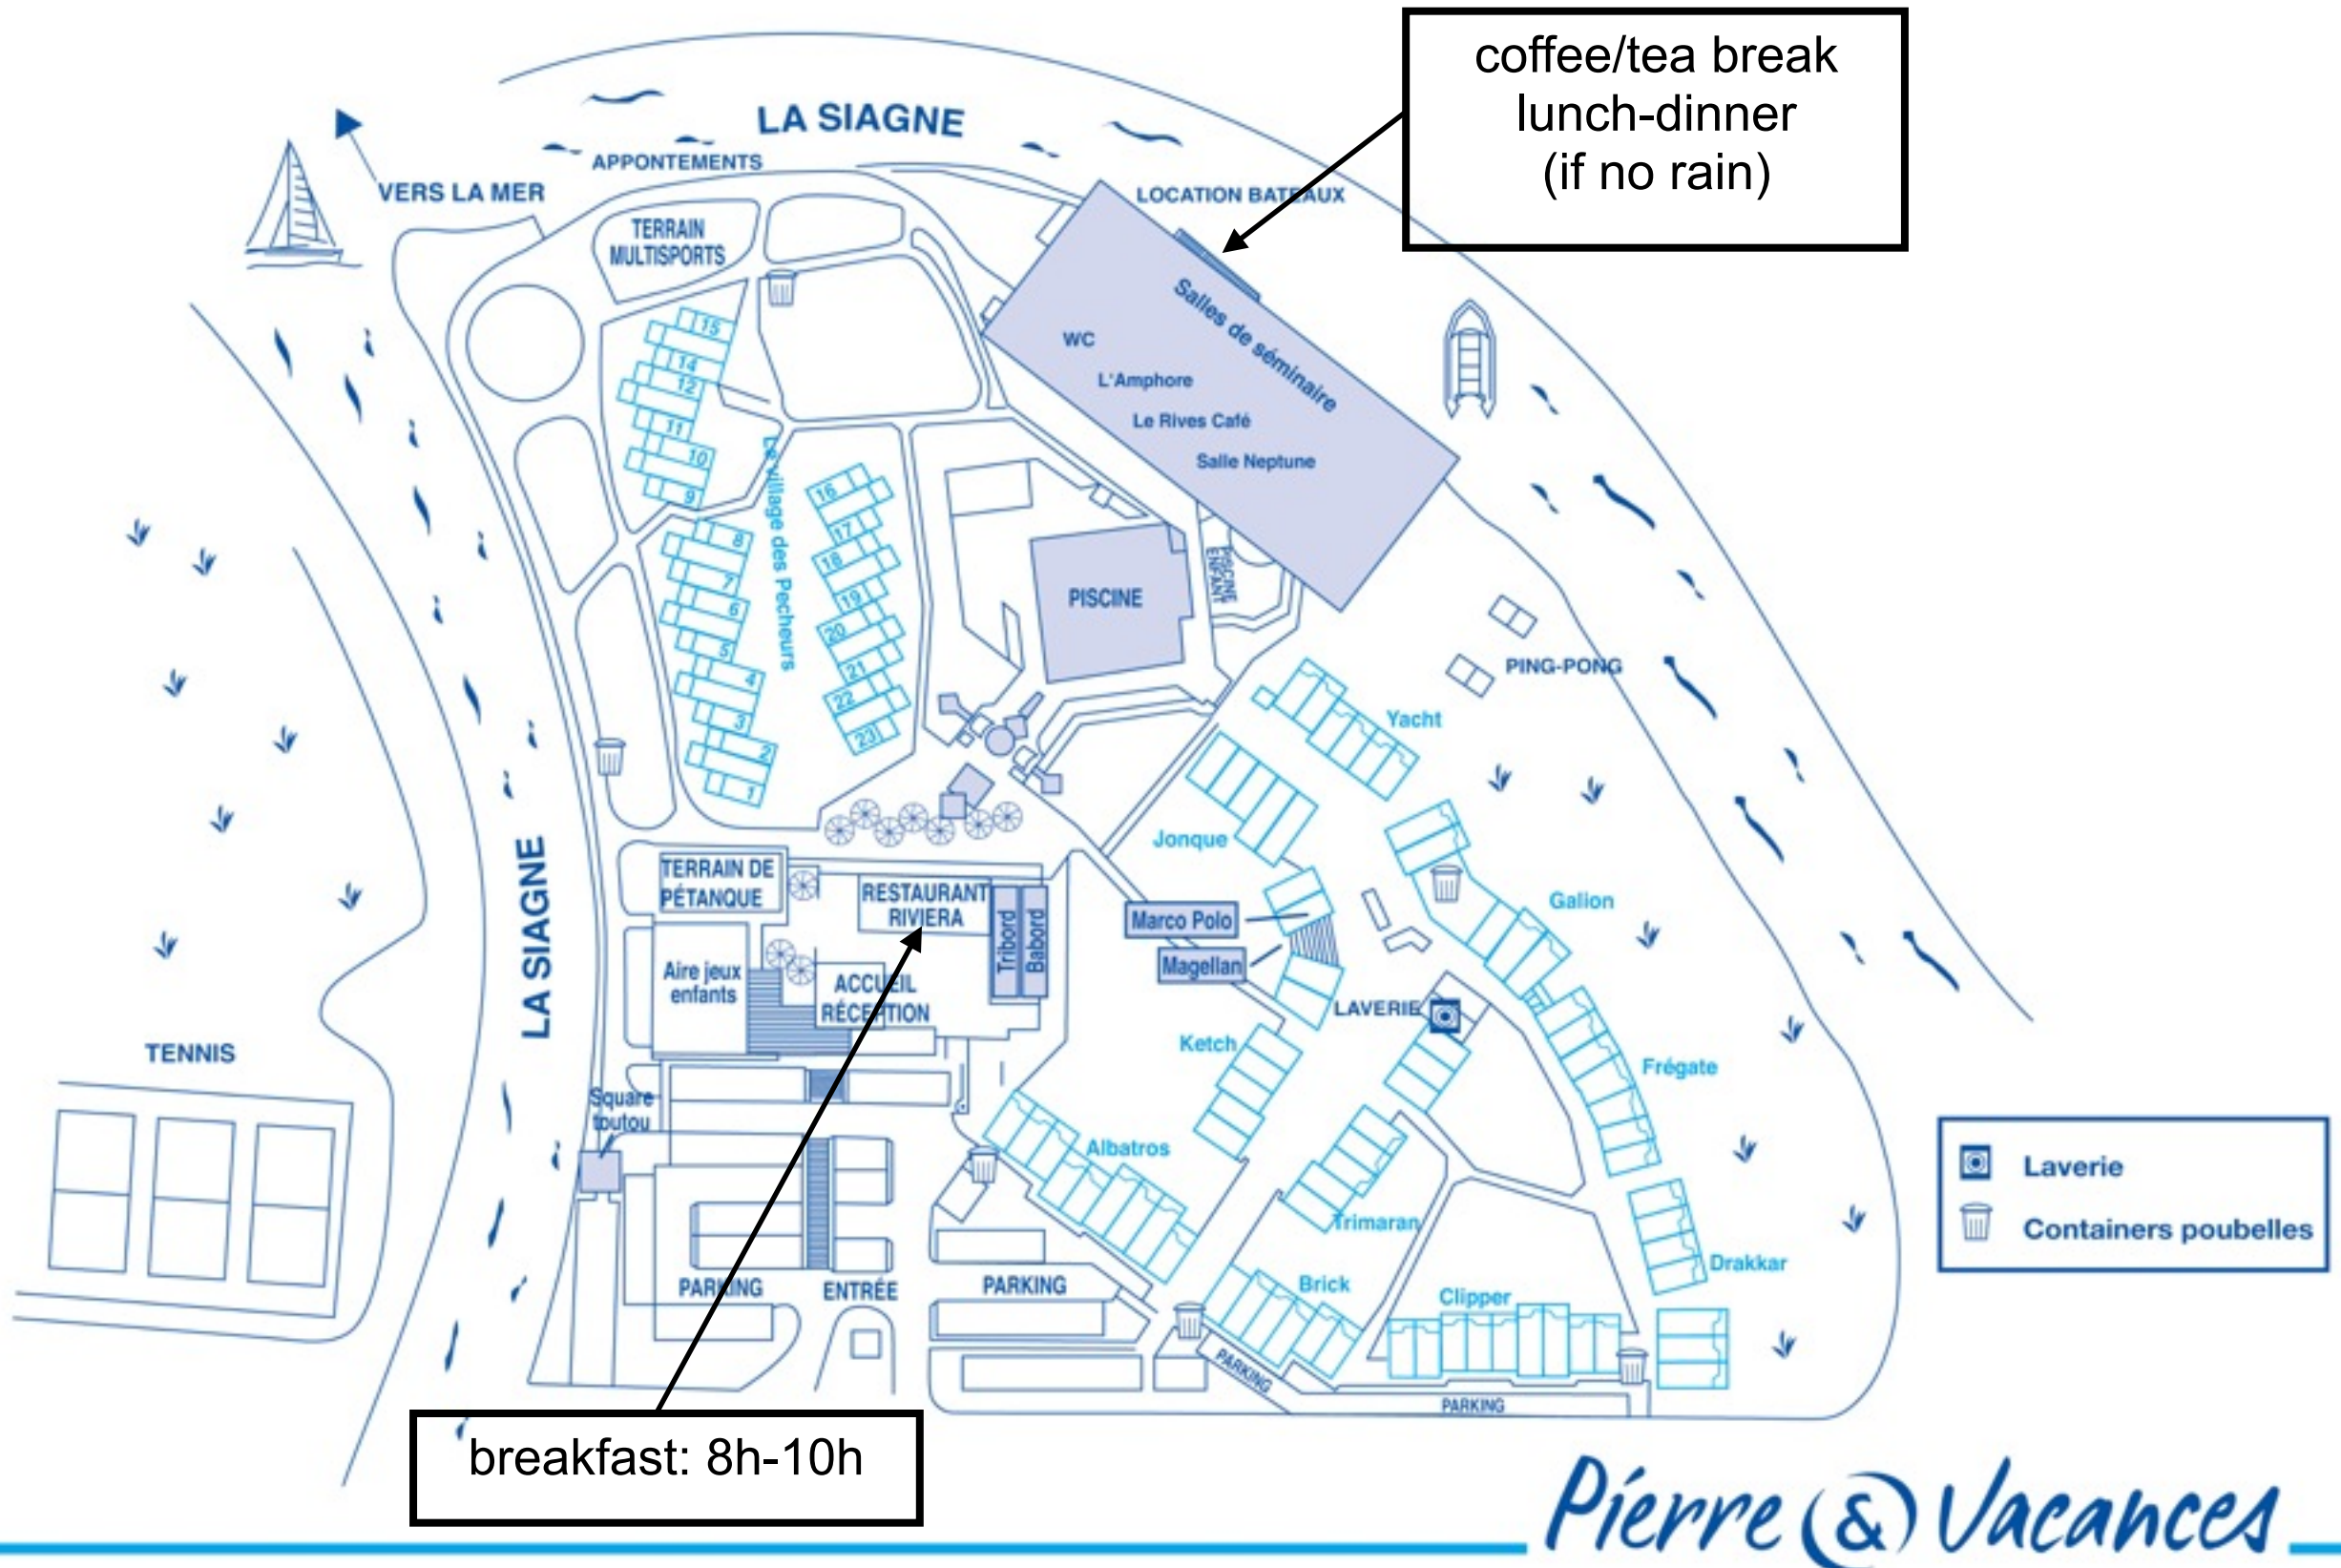 coffee/tea break
lunch-dinner
(if no rain)
LA SIAGNE
APPONTEMENTS
VERS LA MER
LOCATION BATEAUX
TERRAIN
MULTISPORTS
Salles de séminaire
WC
L'Amphore
Le Rives Café
Salle Neptune
15
14
12
11
10
9
Le village des Pecheurs
16
17
18
19
20
21
22
23
8
7
6
5
4
3
2
1
PISCINE
PISCINE
ENFANT
PING-PONG
Yacht
Jonque
Galion
LA SIAGNE
TERRAIN DE
PÉTANQUE
RESTAURANT
RIVIERA
Tribord
Babord
Marco Polo
Magellan
Aire jeux
enfants
ACCUEIL
RÉCEPTION
LAVERIE
Ketch
Frégate
TENNIS
Square
toutou
Albatros
Trimaran
Drakkar
Brick
Clipper
PARKING
ENTRÉE
PARKING
PARKING
PARKING
Laverie
Containers poubelles
breakfast: 8h-10h
Pierre & Vacances